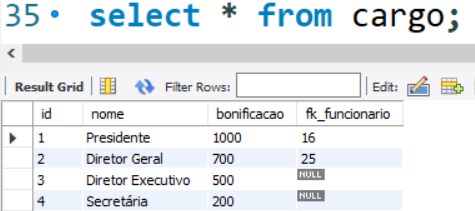 35 select * from cargo;
Result Grid Filter Rows: Edit:
id nome bonificacao fk_funcionario
1 Presidente 1000 16
2 Diretor Geral 700 25
3 Diretor Executivo 500 NULL
4 Secretária 200 NULL